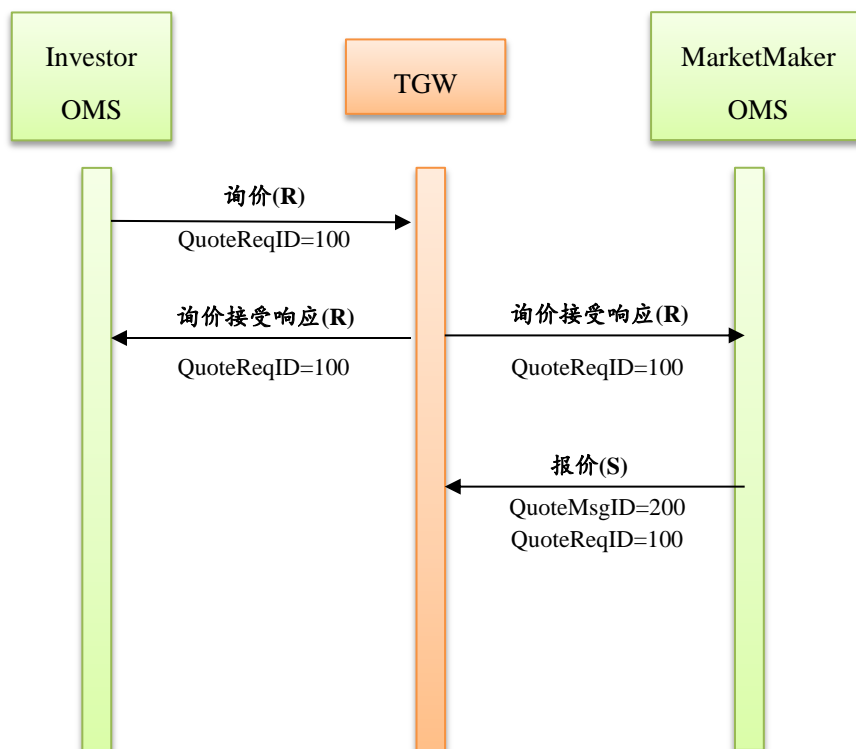 Investor
OMS
TGW
MarketMaker
OMS
询价(R)
QuoteReqID=100
询价接受响应(R)
QuoteReqID=100
询价接受响应(R)
QuoteReqID=100
报价(S)
QuoteMsgID=200
QuoteReqID=100